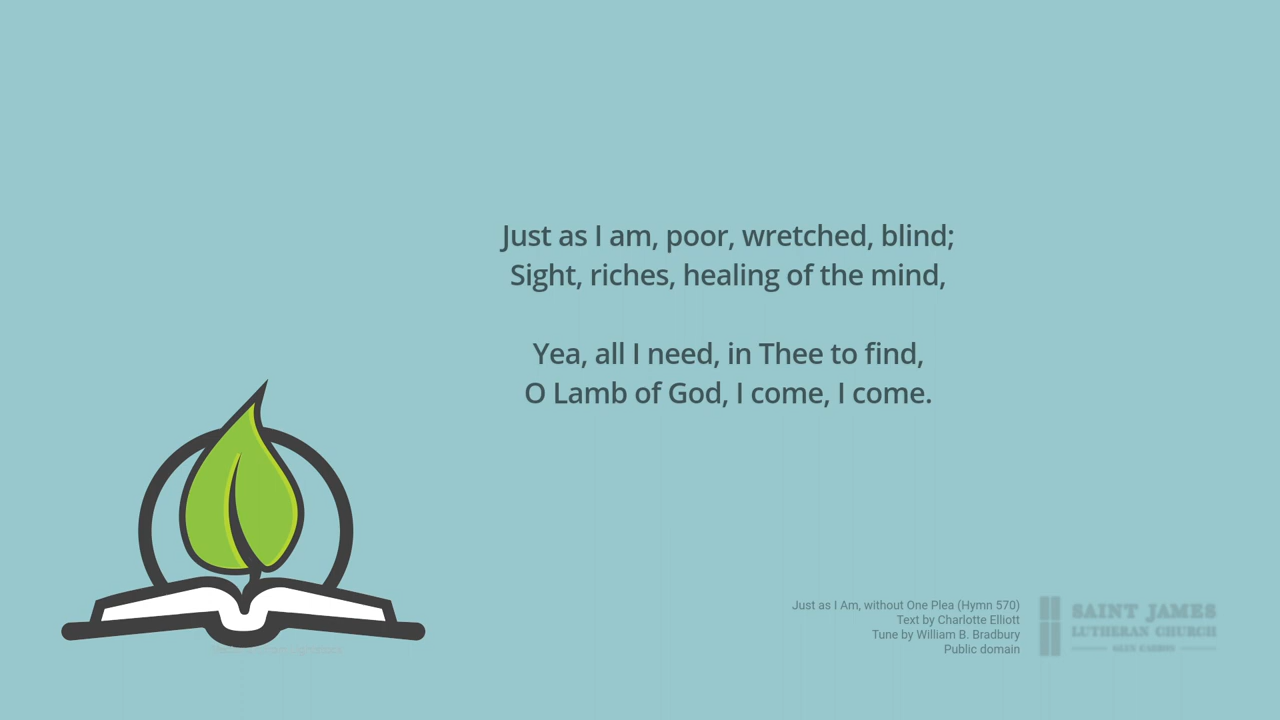 Just as I am, poor, wretched, blind;
Sight, riches, healing of the mind,
Yea, all I need, in Thee to find,
O Lamb of God, I come, I come.
Just as I Am, without One Plea (Hymn 570)
Text by Charlotte Elliott
Tune by William B. Bradbury
Public domain
SAINT JAMES
LUTHERAN CHURCH